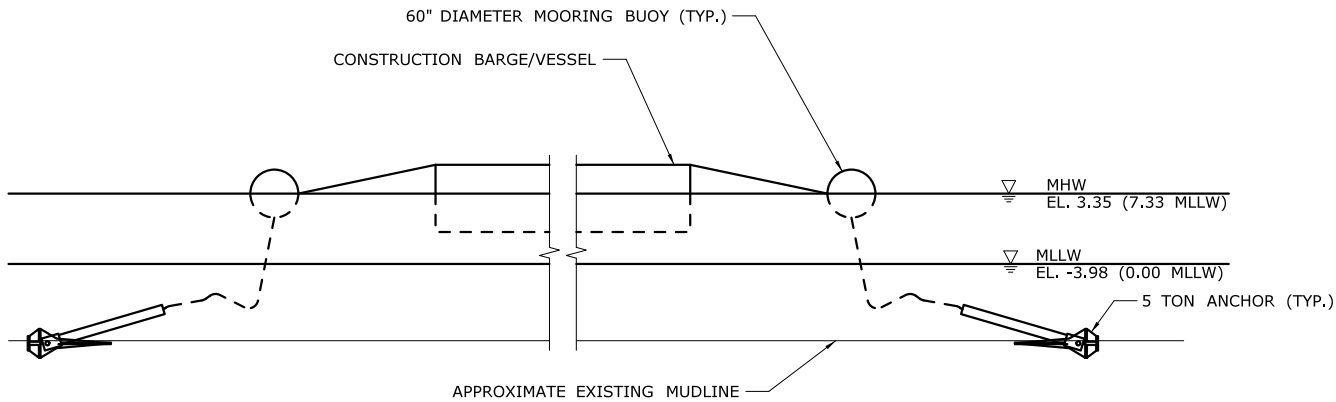 60" DIAMETER MOORING BUOY (TYP.)
CONSTRUCTION BARGE/VESSEL
MHW
EL. 3.35 (7.33 MLLW)
MLLW
EL. -3.98 (0.00 MLLW)
5 TON ANCHOR (TYP.)
APPROXIMATE EXISTING MUDLINE